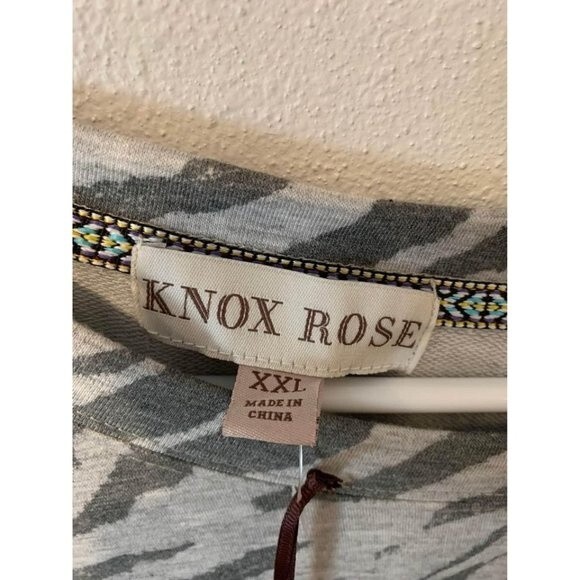 KNOX ROSE
XXL
MADE IN
CHINA